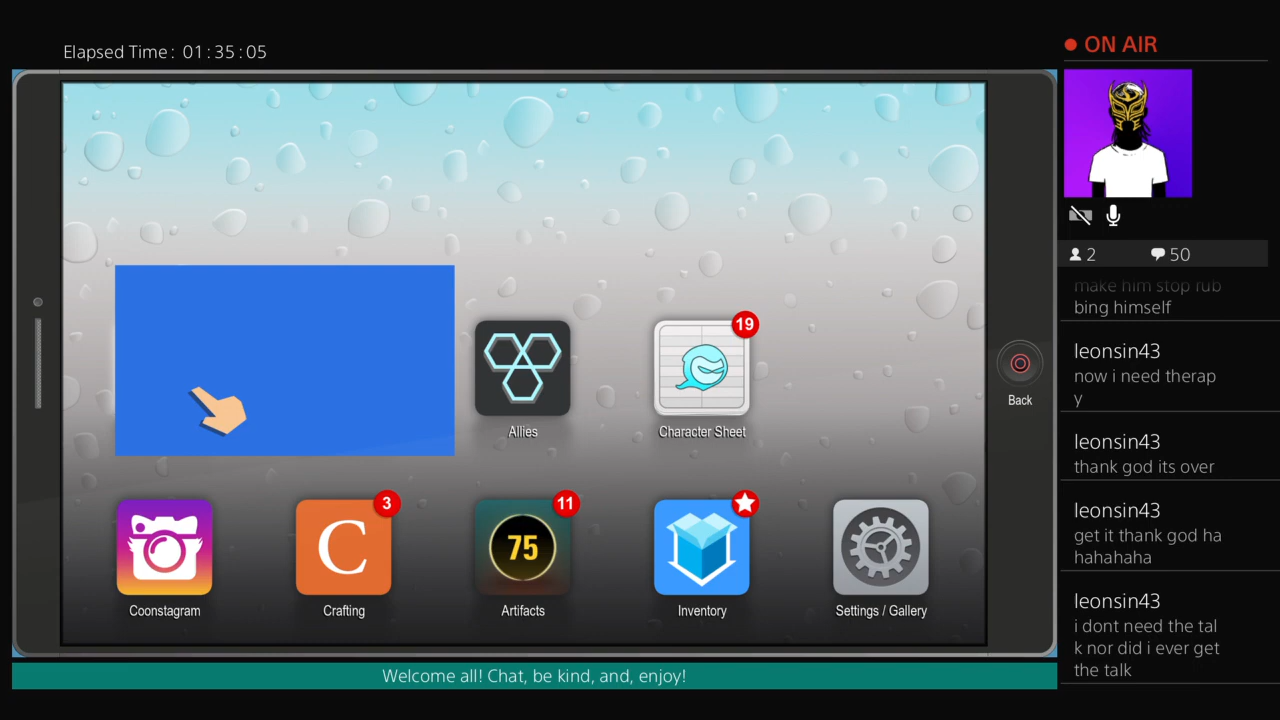 Elapsed Time: 01:35:05
ON AIR
2
50
make him stop rub
bing himself
leonsin43
now i need therap
y
leonsin43
thank god its over
leonsin43
get it thank god ha
hahahaha
leonsin43
i dont need the tal
k nor did i ever get
the talk
Back
19
Allies
Character Sheet
3
11
C
75
Coonstagram
Crafting
Artifacts
Inventory
Settings / Gallery
Welcome all! Chat, be kind, and, enjoy!